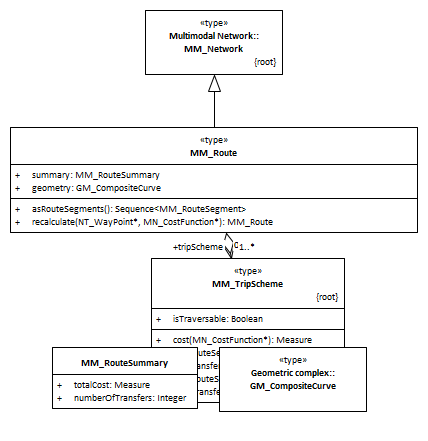 «type»
Multimodal Network::
MM_Network
{root}
«type»
MM_Route
+ summary: MM_RouteSummary
+ geometry: GM_CompositeCurve
+ asRouteSegments(): Sequence<MM_RouteSegment>
+ recalculate(NT_WayPoint*, MN_CostFunction*): MM_Route
+tripScheme 1..*
«type»
MM_TripScheme
{root}
+ isTraversable: Boolean
+ cost(MN_CostFunction*): Measure
MM_RouteSummary
+ totalCost: Measure
+ numberOfTransfers: Integer
«type»
Geometric complex::
GM_CompositeCurve